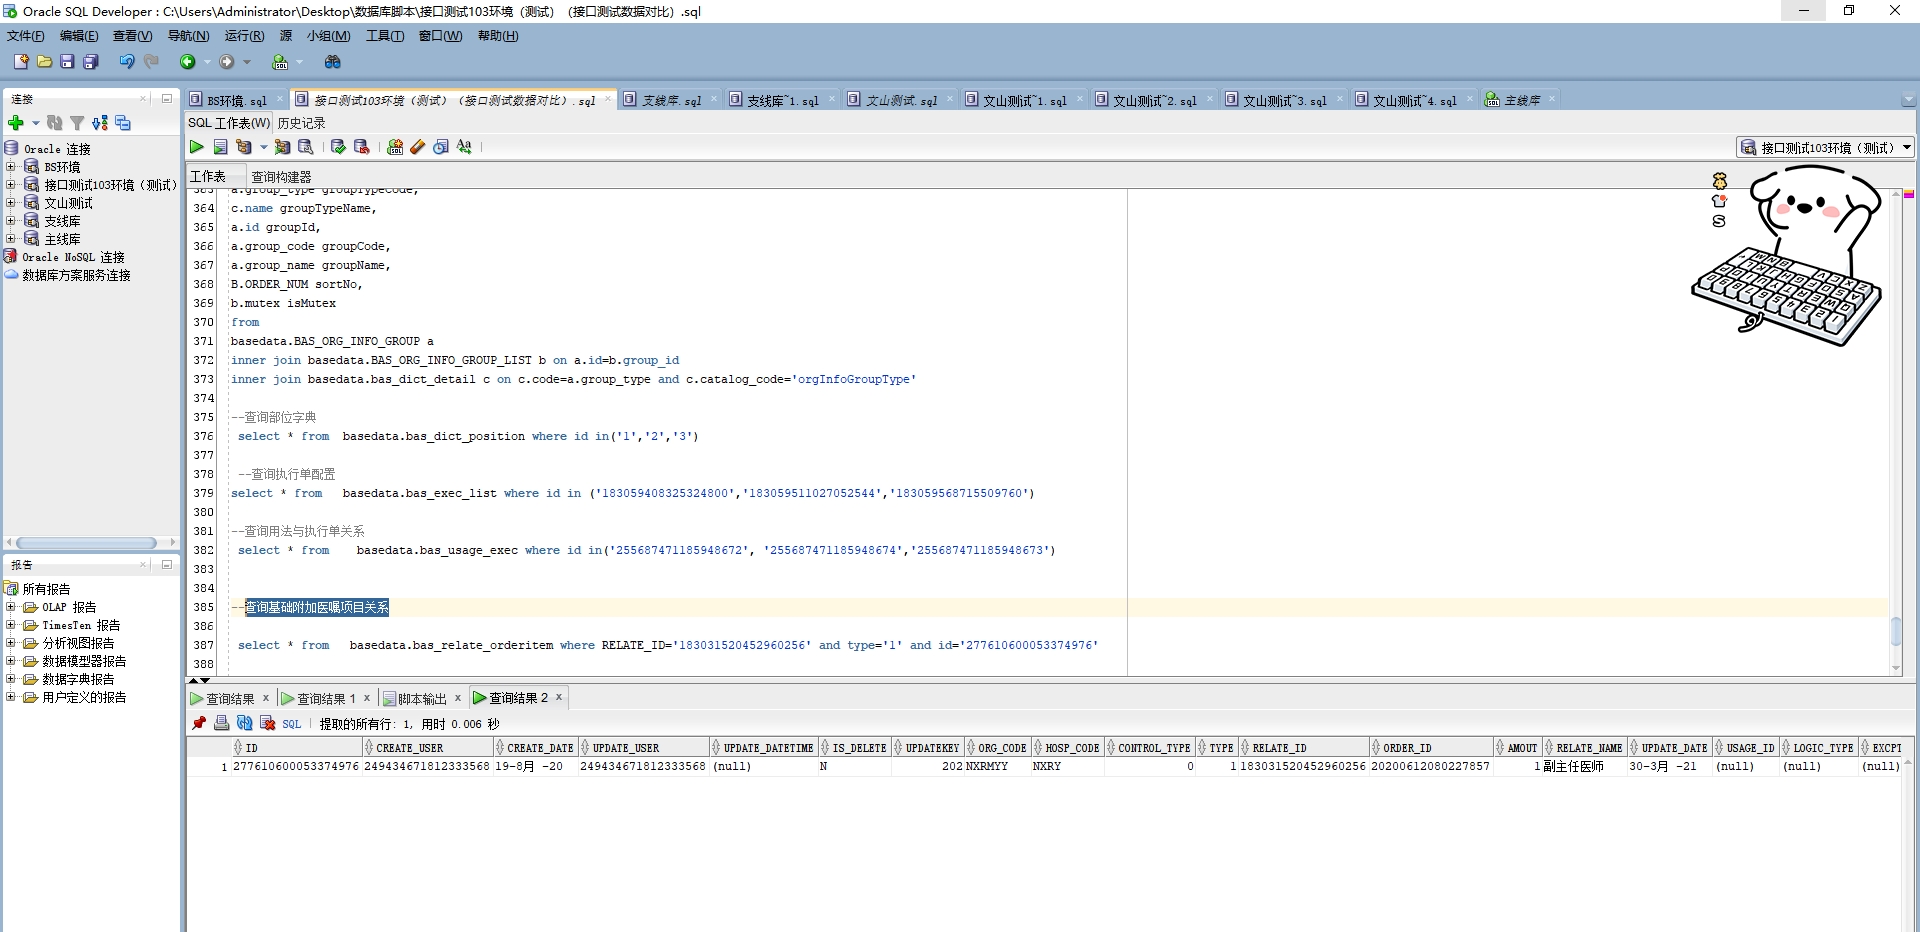 Oracle SQL Developer : C:\Users\Administrator\Desktop\数据库脚本\接口测试103环境（测试）（接口测试数据对比）.sql
文件(F) 编辑(E) 查看(V) 导航(N) 运行(R) 源 小组(M) 工具(T) 窗口(W) 帮助(H)
连接
BS环境.sql 接口测试103环境（测试）（接口测试数据对比）.sql 支线库.sql 支线库~1.sql 文山测试.sql 文山测试~1.sql 文山测试~2.sql 文山测试~3.sql 文山测试~4.sql 主线库
SQL 工作表(W) 历史记录
接口测试103环境（测试）
工作表 查询构建器
Oracle 连接
BS环境
接口测试103环境（测试）
文山测试
支线库
主线库
Oracle NoSQL 连接
数据库方案服务连接
报告
所有报告
OLAP 报告
TimesTen 报告
分析视图报告
数据模型器报告
数据字典报告
用户定义的报告
363 a.group_type groupTypeCode,
364 c.name groupTypeName,
365 a.id groupId,
366 a.group_code groupCode,
367 a.group_name groupName,
368 B.ORDER_NUM sortNo,
369 b.mutex isMutex
370 from
371 basedata.BAS_ORG_INFO_GROUP a
372 inner join basedata.BAS_ORG_INFO_GROUP_LIST b on a.id=b.group_id
373 inner join basedata.bas_dict_detail c on c.code=a.group_type and c.catalog_code='orgInfoGroupType'
374
375 --查询部位字典
376 select * from basedata.bas_dict_position where id in('1','2','3')
377
378 --查询执行单配置
379 select * from basedata.bas_exec_list where id in ('183059408325324800','183059511027052544','183059568715509760')
380
381 --查询用法与执行单关系
382 select * from basedata.bas_usage_exec where id in('255687471185948672', '255687471185948674','255687471185948673')
383
384
385 --查询基础附加医嘱项目关系
386
387 select * from basedata.bas_relate_orderitem where RELATE_ID='183031520452960256' and type='1' and id='277610600053374976'
388
查询结果 查询结果 1 脚本输出 查询结果 2
SQL 提取的所有行: 1, 用时 0.006 秒
ID CREATE_USER CREATE_DATE UPDATE_USER UPDATE_DATETIME IS_DELETE UPDATEKEY ORG_CODE HOSP_CODE CONTROL_TYPE TYPE RELATE_ID ORDER_ID AMOUT RELATE_NAME UPDATE_DATE USAGE_ID LOGIC_TYPE EXCPT
1 277610600053374976 249434671812333568 19-8月 -20 249434671812333568 (null) N 202 NXRMYY NXRY 0 1 183031520452960256 20200612080227857 1 副主任医师 30-3月 -21 (null) (null) (null)